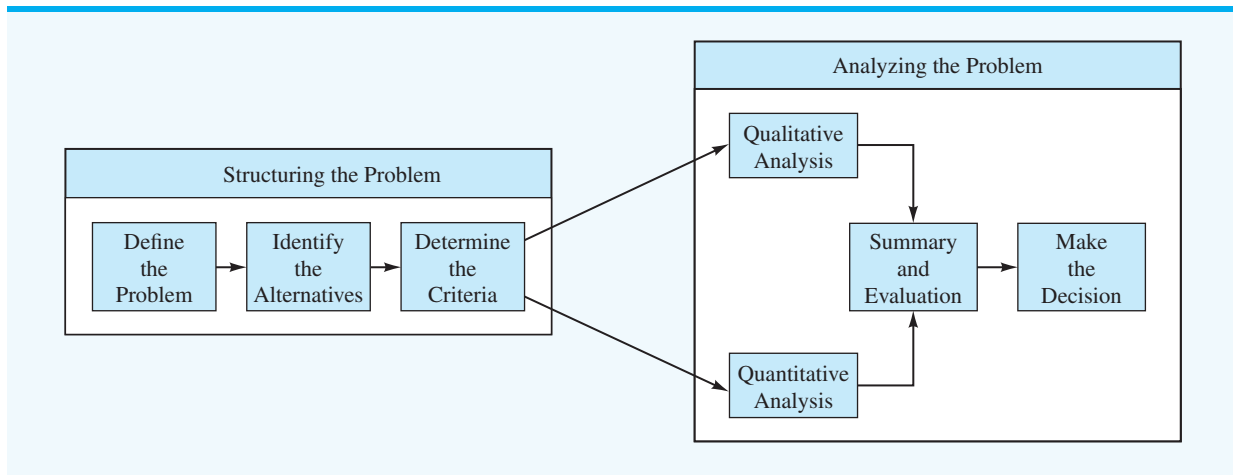 Structuring the Problem
Define
the
Problem
Identify
the
Alternatives
Determine
the
Criteria
Analyzing the Problem
Qualitative
Analysis
Quantitative
Analysis
Summary
and
Evaluation
Make
the
Decision